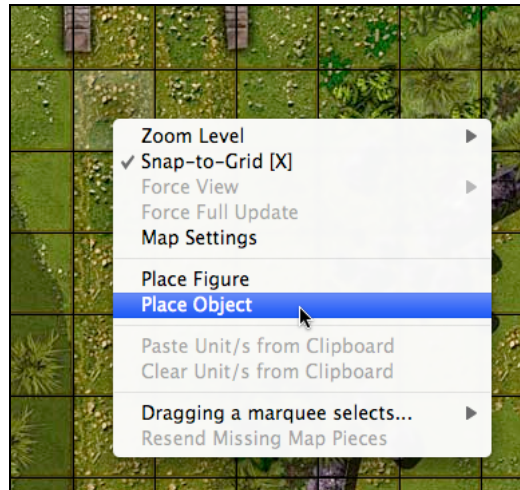 Zoom Level
Snap-to-Grid [X]
Force View
Force Full Update
Map Settings
Place Figure
Place Object
Paste Unit/s from Clipboard
Clear Unit/s from Clipboard
Dragging a marquee selects...
Resend Missing Map Pieces